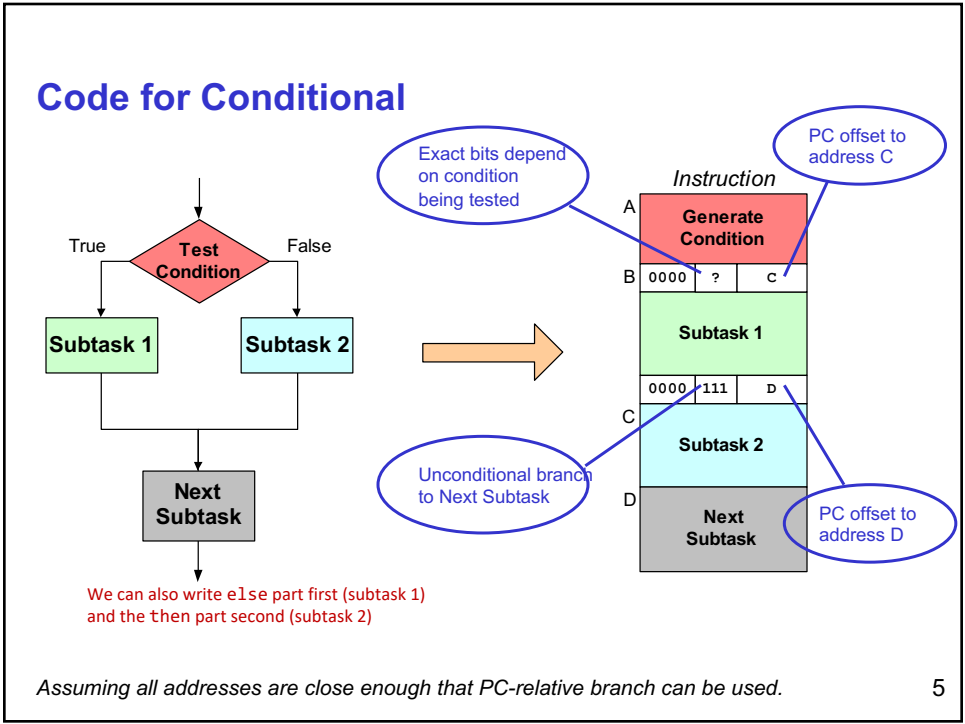 Code for Conditional
True
False
Test
Condition
Subtask 1
Subtask 2
Next
Subtask
We can also write else part first (subtask 1)
and the then part second (subtask 2)
Exact bits depend
on condition
being tested
PC offset to
address C
Instruction
A
Generate
Condition
B
0000 ? C
Subtask 1
0000 111 D
C
Subtask 2
Unconditional branch
to Next Subtask
D
Next
Subtask
PC offset to
address D
Assuming all addresses are close enough that PC-relative branch can be used.
5